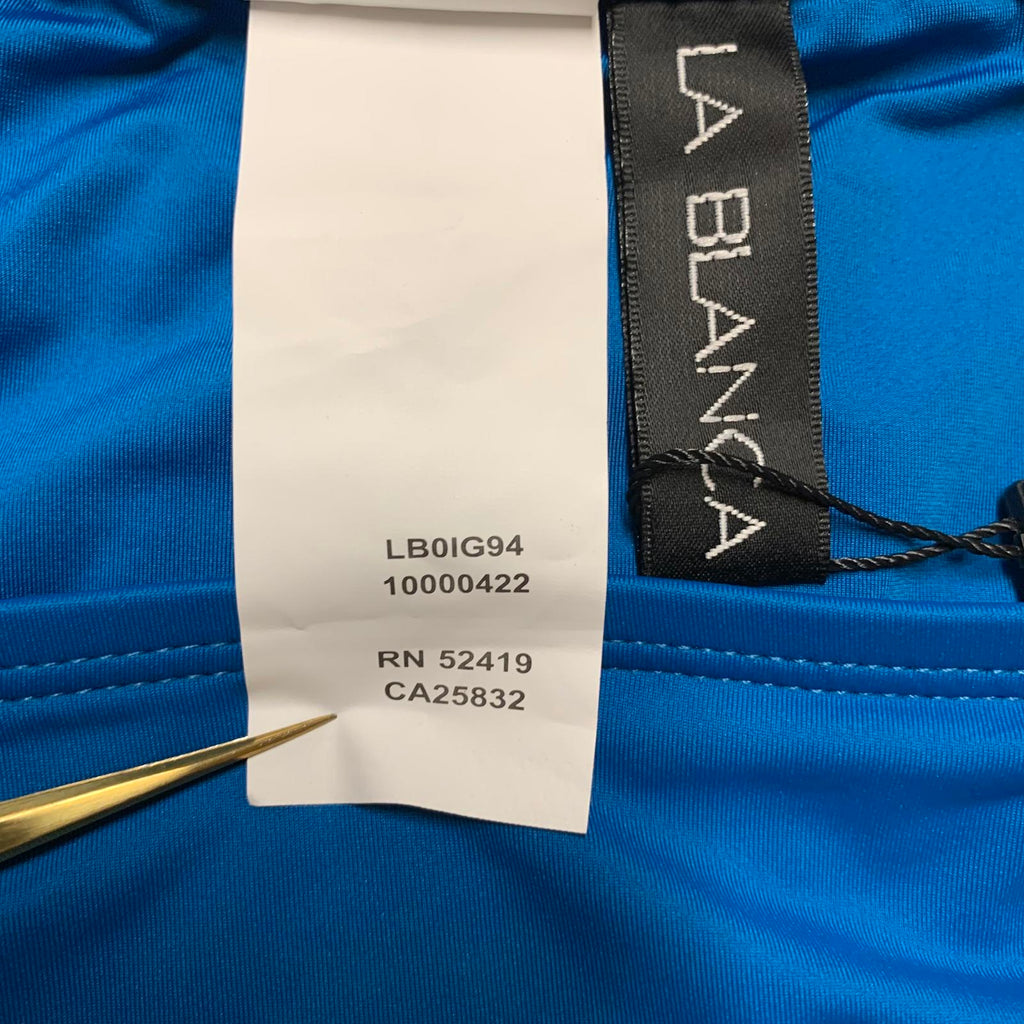 LA BLANCA
LB0IG94
10000422
RN 52419
CA25832